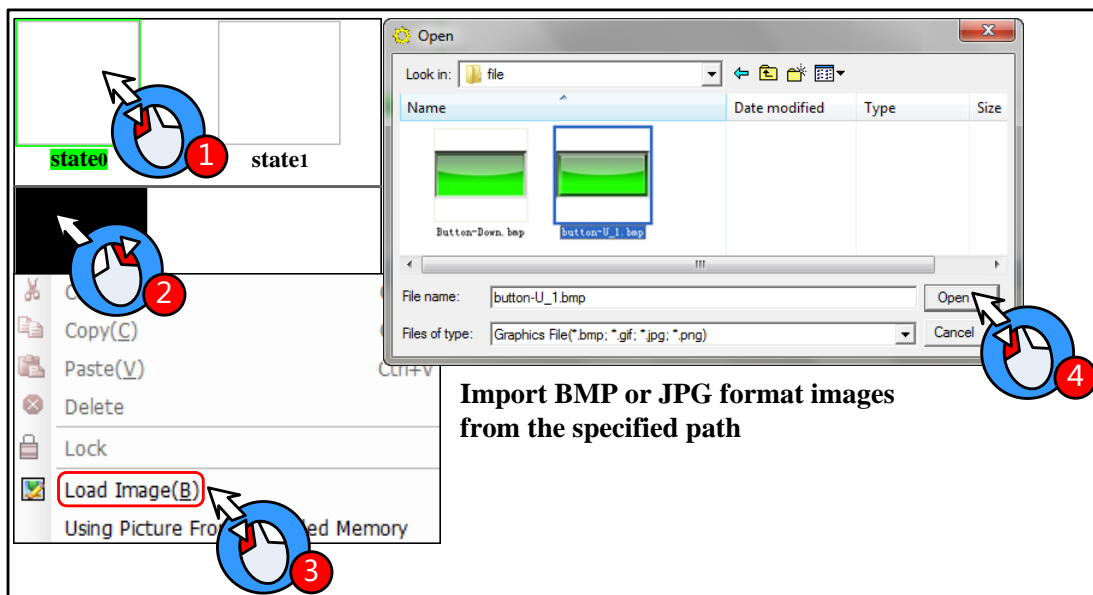 state0
state1
1
2
Copy(C)
Paste(V)
Ctrl+V
Delete
Lock
Load Image(B)
Using Picture
Memory
3
Open
Look in:
file
Name
Date modified
Type
Size
Button-Down.bmp
button-U_1.bmp
File name:
button-U_1.bmp
Open
Files of type:
Graphics File(*.bmp; *.gif; *.jpg; *.png)
Cancel
4
Import BMP or JPG format images
from the specified path